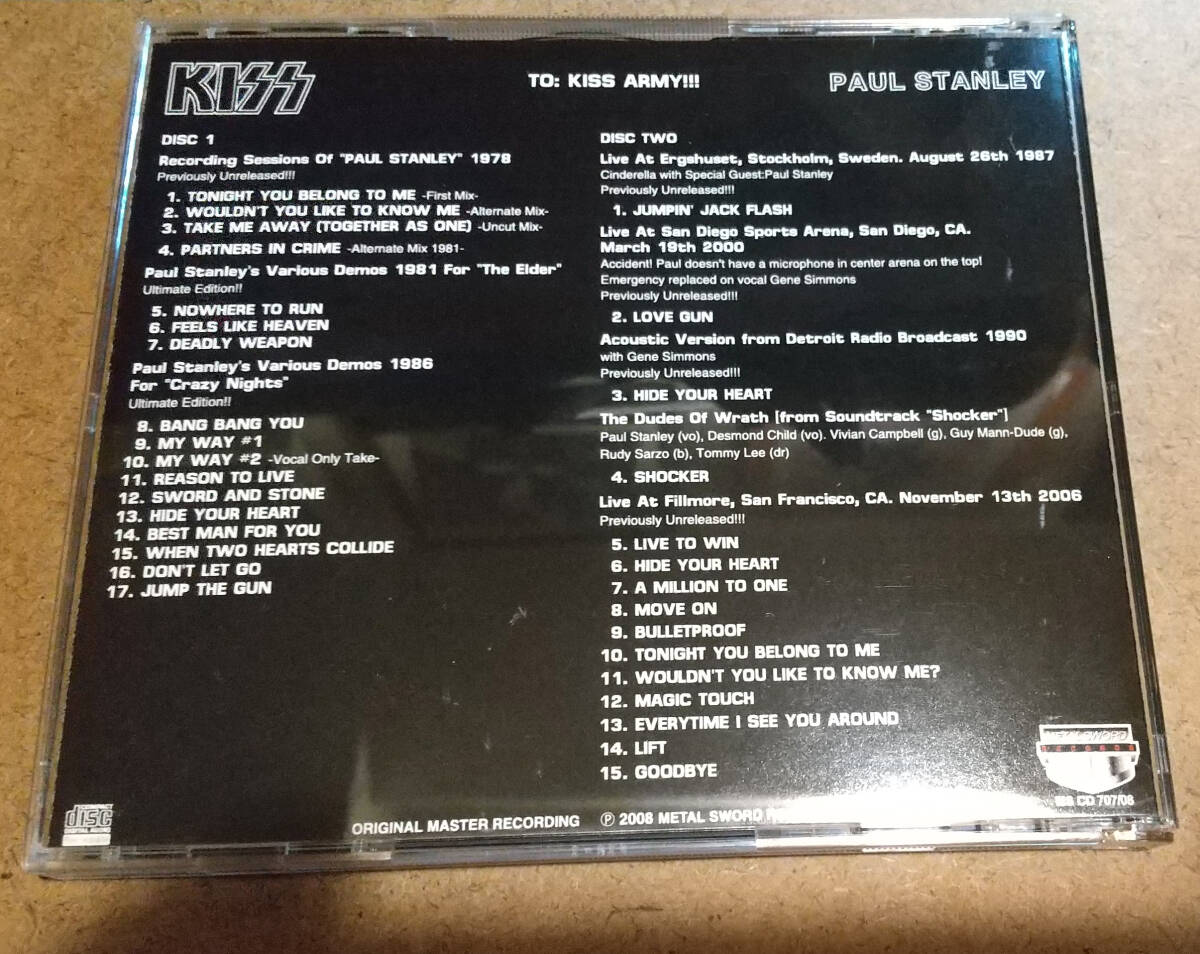 KISS
TO: KISS ARMY!!!
PAUL STANLEY
DISC 1
Recording Sessions Of "PAUL STANLEY" 1978
Previously Unreleased!!!
1. TONIGHT YOU BELONG TO ME -First Mix-
2. WOULDN'T YOU LIKE TO KNOW ME -Alternate Mix-
3. TAKE ME AWAY (TOGETHER AS ONE) -Uncut Mix-
4. PARTNERS IN CRIME -Alternate Mix 1981-
Paul Stanley's Various Demos 1981 For "The Elder"
Ultimate Edition!!
5. NOWHERE TO RUN
6. FEELS LIKE HEAVEN
7. DEADLY WEAPON
Paul Stanley's Various Demos 1986
For "Crazy Nights"
Ultimate Edition!!
8. BANG BANG YOU
9. MY WAY #1
10. MY WAY #2 -Vocal Only Take-
11. REASON TO LIVE
12. SWORD AND STONE
13. HIDE YOUR HEART
14. BEST MAN FOR YOU
15. WHEN TWO HEARTS COLLIDE
16. DON'T LET GO
17. JUMP THE GUN
DISC TWO
Live At Ergshuset, Stockholm, Sweden. August 26th 1987
Cinderella with Special Guest:Paul Stanley
Previously Unreleased!!!
1. JUMPIN' JACK FLASH
Live At San Diego Sports Arena, San Diego, CA.
March 19th 2000
Accident! Paul doesn't have a microphone in center arena on the top!
Emergency replaced on vocal Gene Simmons
Previously Unreleased!!!
2. LOVE GUN
Acoustic Version from Detroit Radio Broadcast 1990
with Gene Simmons
Previously Unreleased!!!
3. HIDE YOUR HEART
The Dudes Of Wrath [from Soundtrack "Shocker"]
Paul Stanley (vo), Desmond Child (vo). Vivian Campbell (g), Guy Mann-Dude (g),
Rudy Sarzo (b), Tommy Lee (dr)
4. SHOCKER
Live At Fillmore, San Francisco, CA. November 13th 2006
Previously Unreleased!!!
5. LIVE TO WIN
6. HIDE YOUR HEART
7. A MILLION TO ONE
8. MOVE ON
9. BULLETPROOF
10. TONIGHT YOU BELONG TO ME
11. WOULDN'T YOU LIKE TO KNOW ME?
12. MAGIC TOUCH
13. EVERYTIME I SEE YOU AROUND
14. LIFT
15. GOODBYE
METAL SWORD
RECORDS
CD 707/08
COMPACT
disc
DIGITAL AUDIO
ORIGINAL MASTER RECORDING ℗ 2008 METAL SWORD